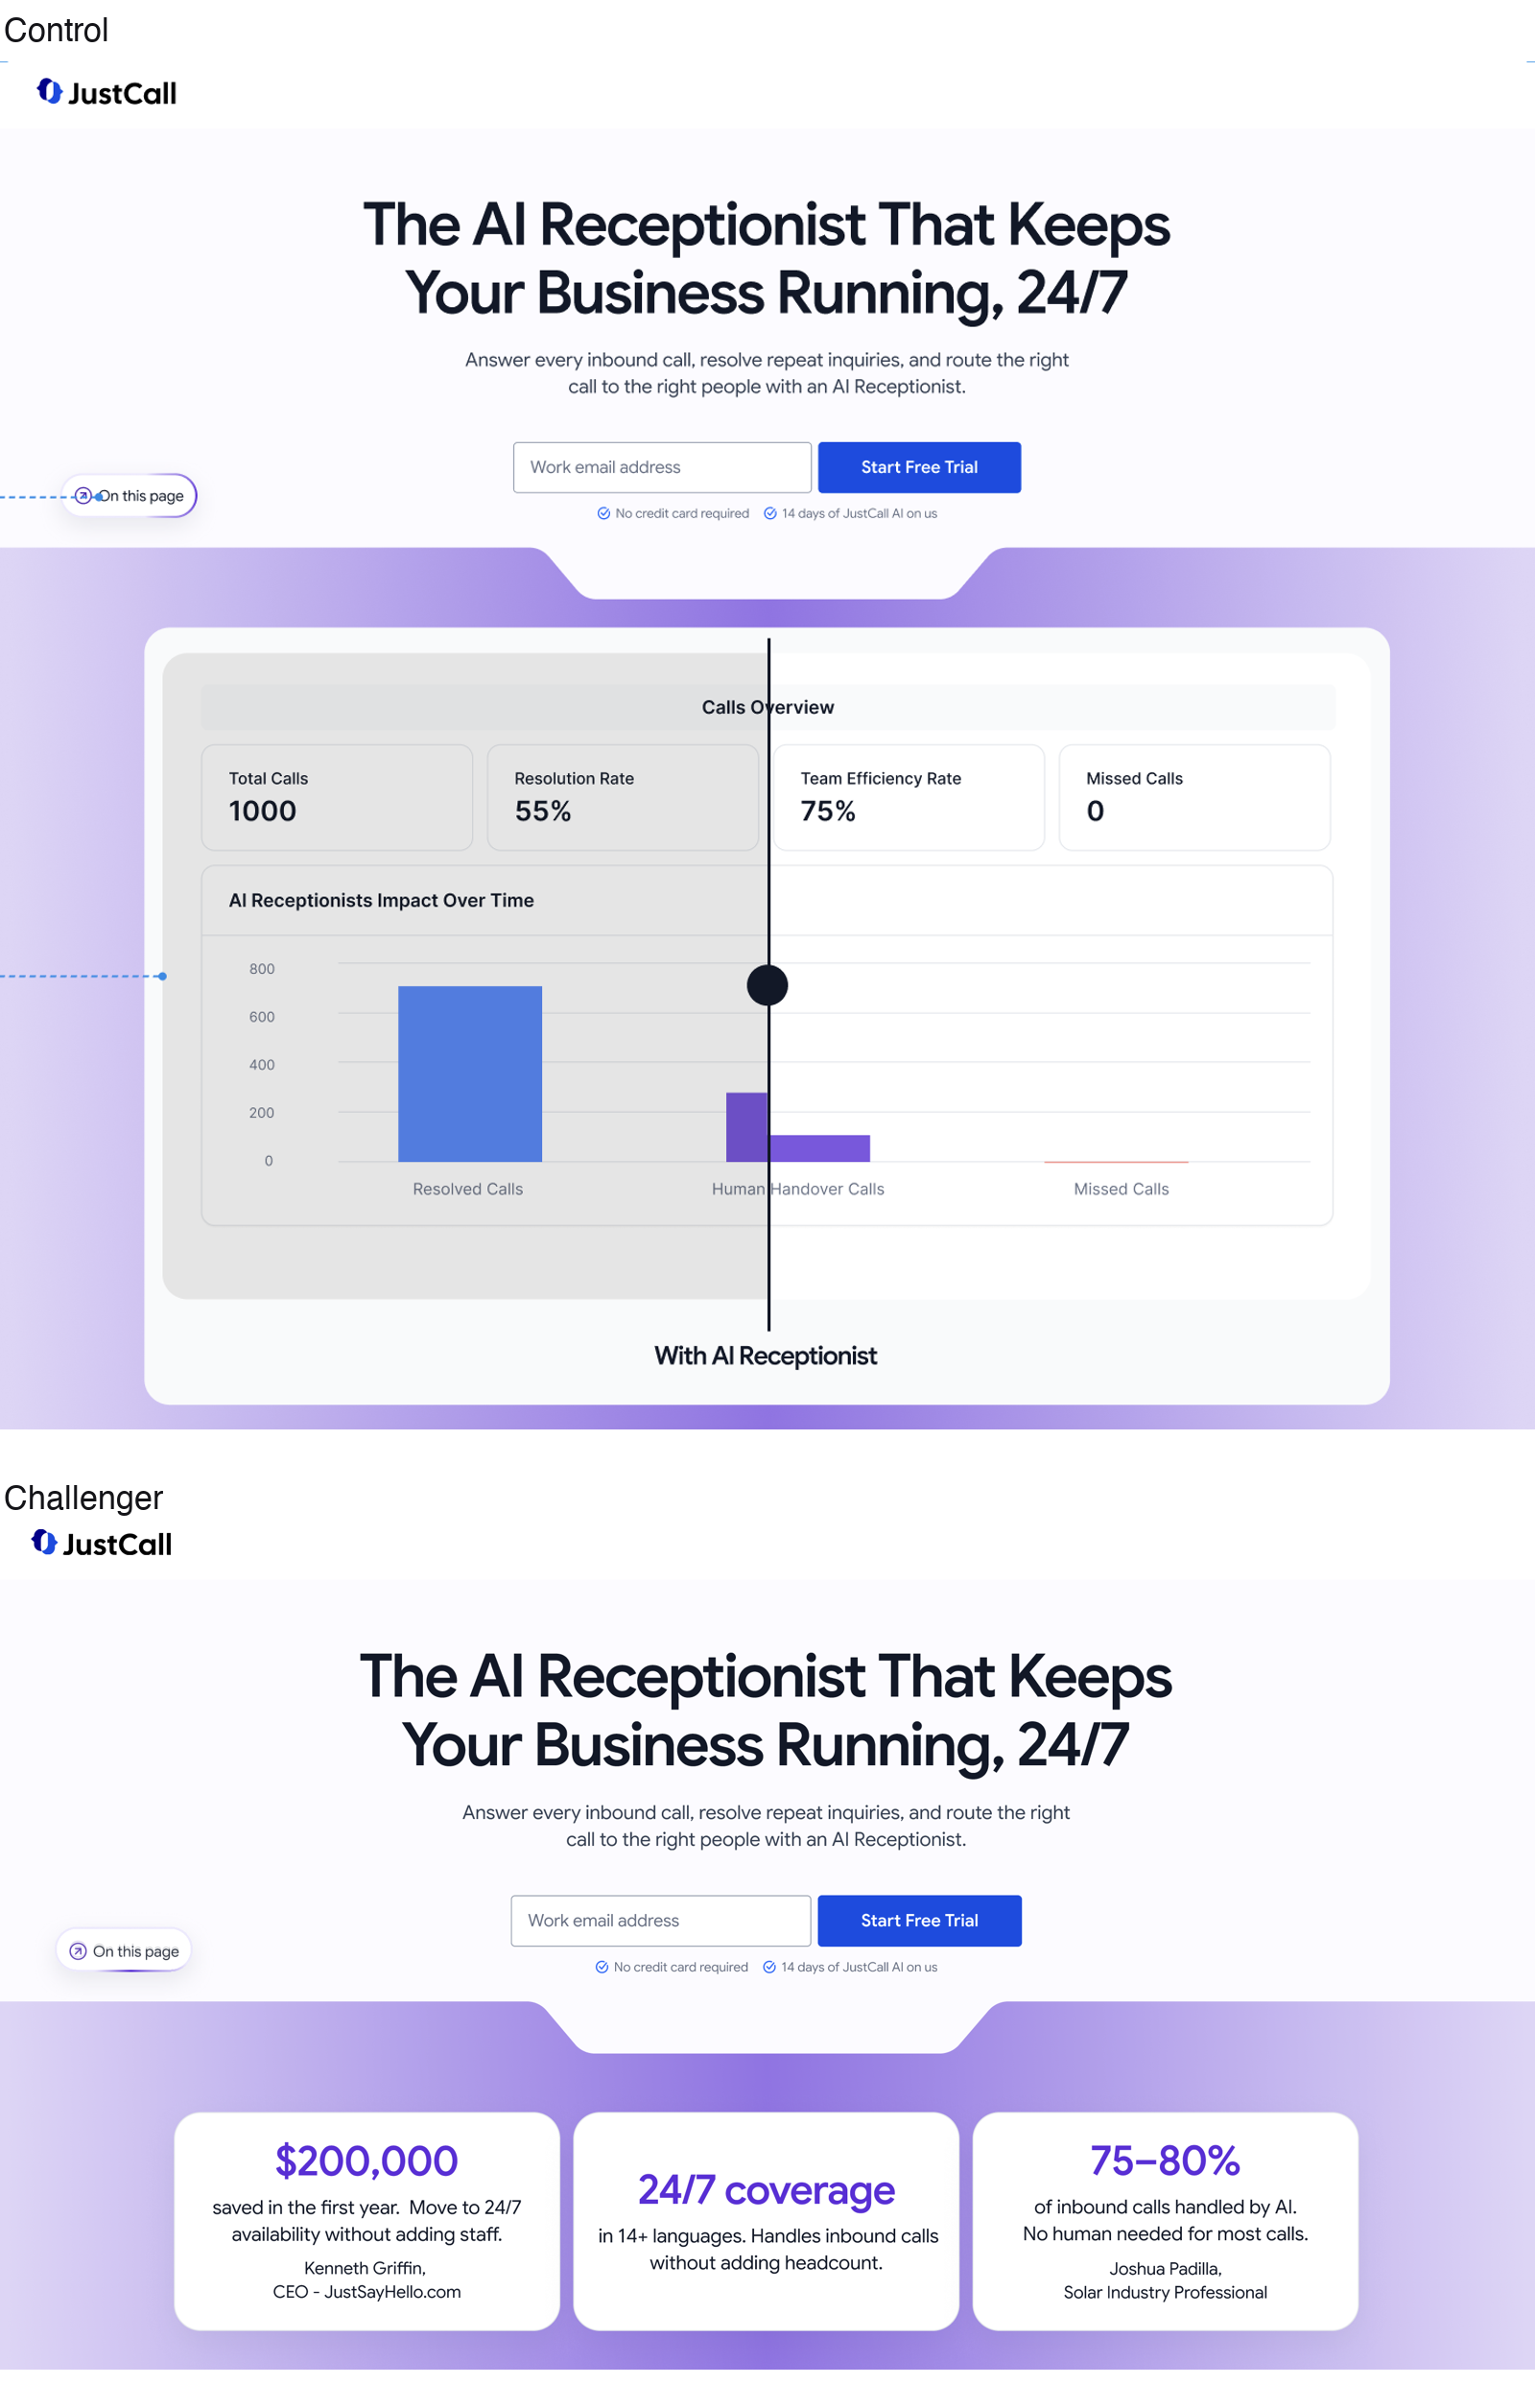 Control
JustCall
The AI Receptionist That Keeps
Your Business Running, 24/7
Answer every inbound call, resolve repeat inquiries, and route the right
call to the right people with an AI Receptionist.
Work email address
Start Free Trial
On this page
No credit card required
14 days of JustCall AI on us
Calls Overview
Total Calls
1000
Resolution Rate
55%
Team Efficiency Rate
75%
Missed Calls
0
AI Receptionists Impact Over Time
800
600
400
200
0
Resolved Calls
Human Handover Calls
Missed Calls
With AI Receptionist
Challenger
JustCall
The AI Receptionist That Keeps
Your Business Running, 24/7
Answer every inbound call, resolve repeat inquiries, and route the right
call to the right people with an AI Receptionist.
Work email address
Start Free Trial
On this page
No credit card required
14 days of JustCall AI on us
$200,000
saved in the first year. Move to 24/7
availability without adding staff.
Kenneth Griffin,
CEO - JustSayHello.com
24/7 coverage
in 14+ languages. Handles inbound calls
without adding headcount.
75–80%
of inbound calls handled by AI.
No human needed for most calls.
Joshua Padilla,
Solar Industry Professional